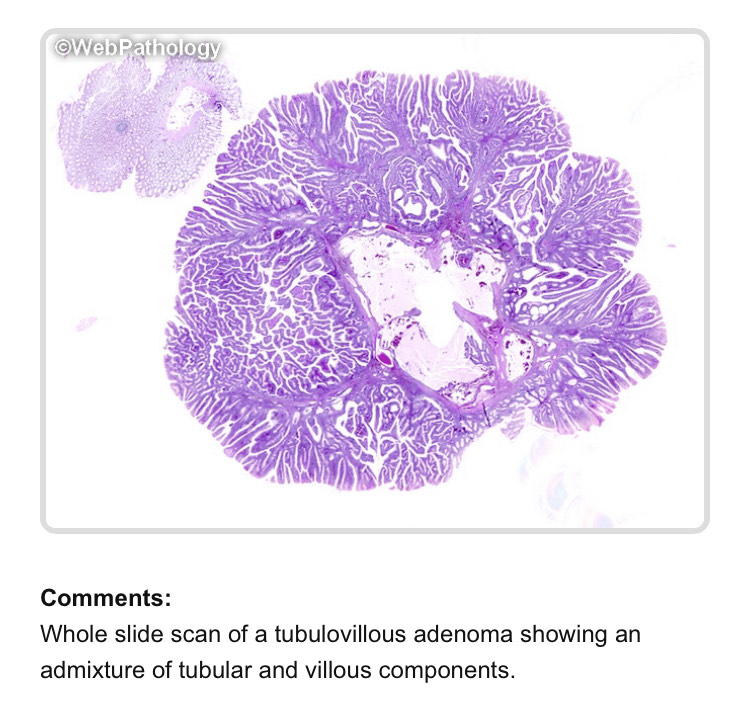 ©WebPathology
Comments:
Whole slide scan of a tubulovillous adenoma showing an
admixture of tubular and villous components.